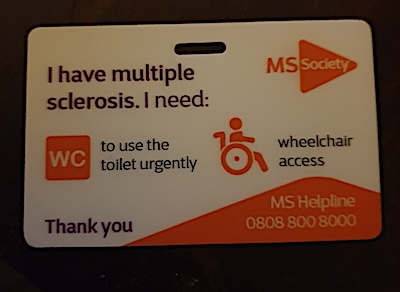 MS Society
I have multiple
sclerosis. I need:
WC
to use the
toilet urgently
wheelchair
access
MS Helpline
0808 800 8000
Thank you